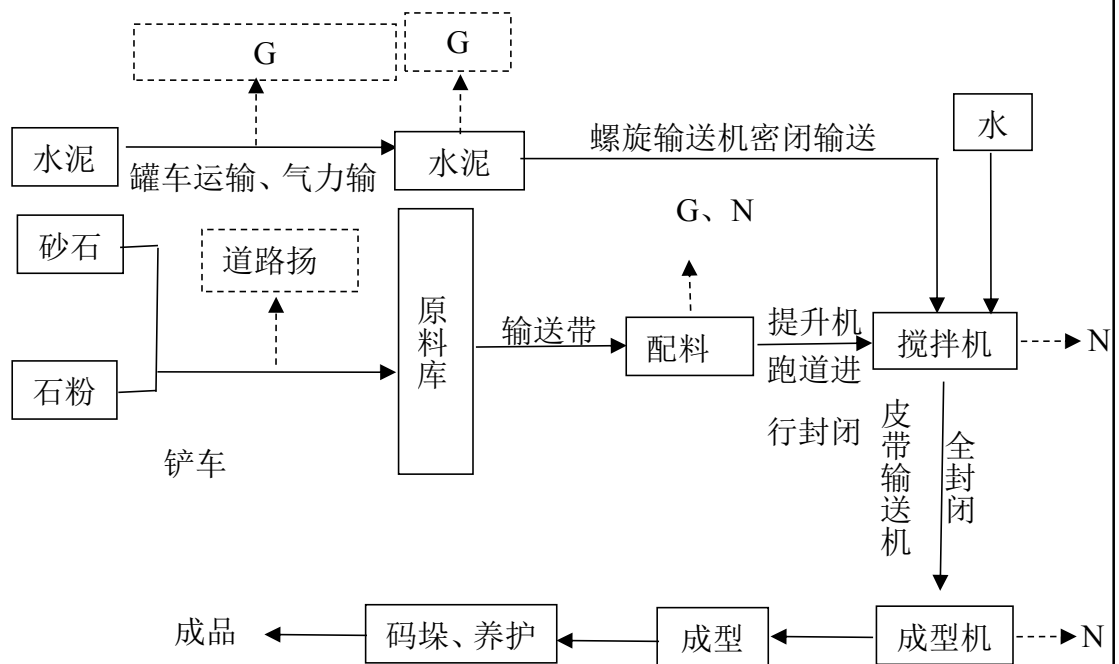 G
G
水泥
罐车运输、气力输
水泥
螺旋输送机密闭输送
水
砂石
道路扬
石粉
铲车
原料库
输送带
G、N
配料
提升机
跑道进
行封闭
搅拌机
N
皮带输送机
全封闭
成型机
N
成型
码垛、养护
成品